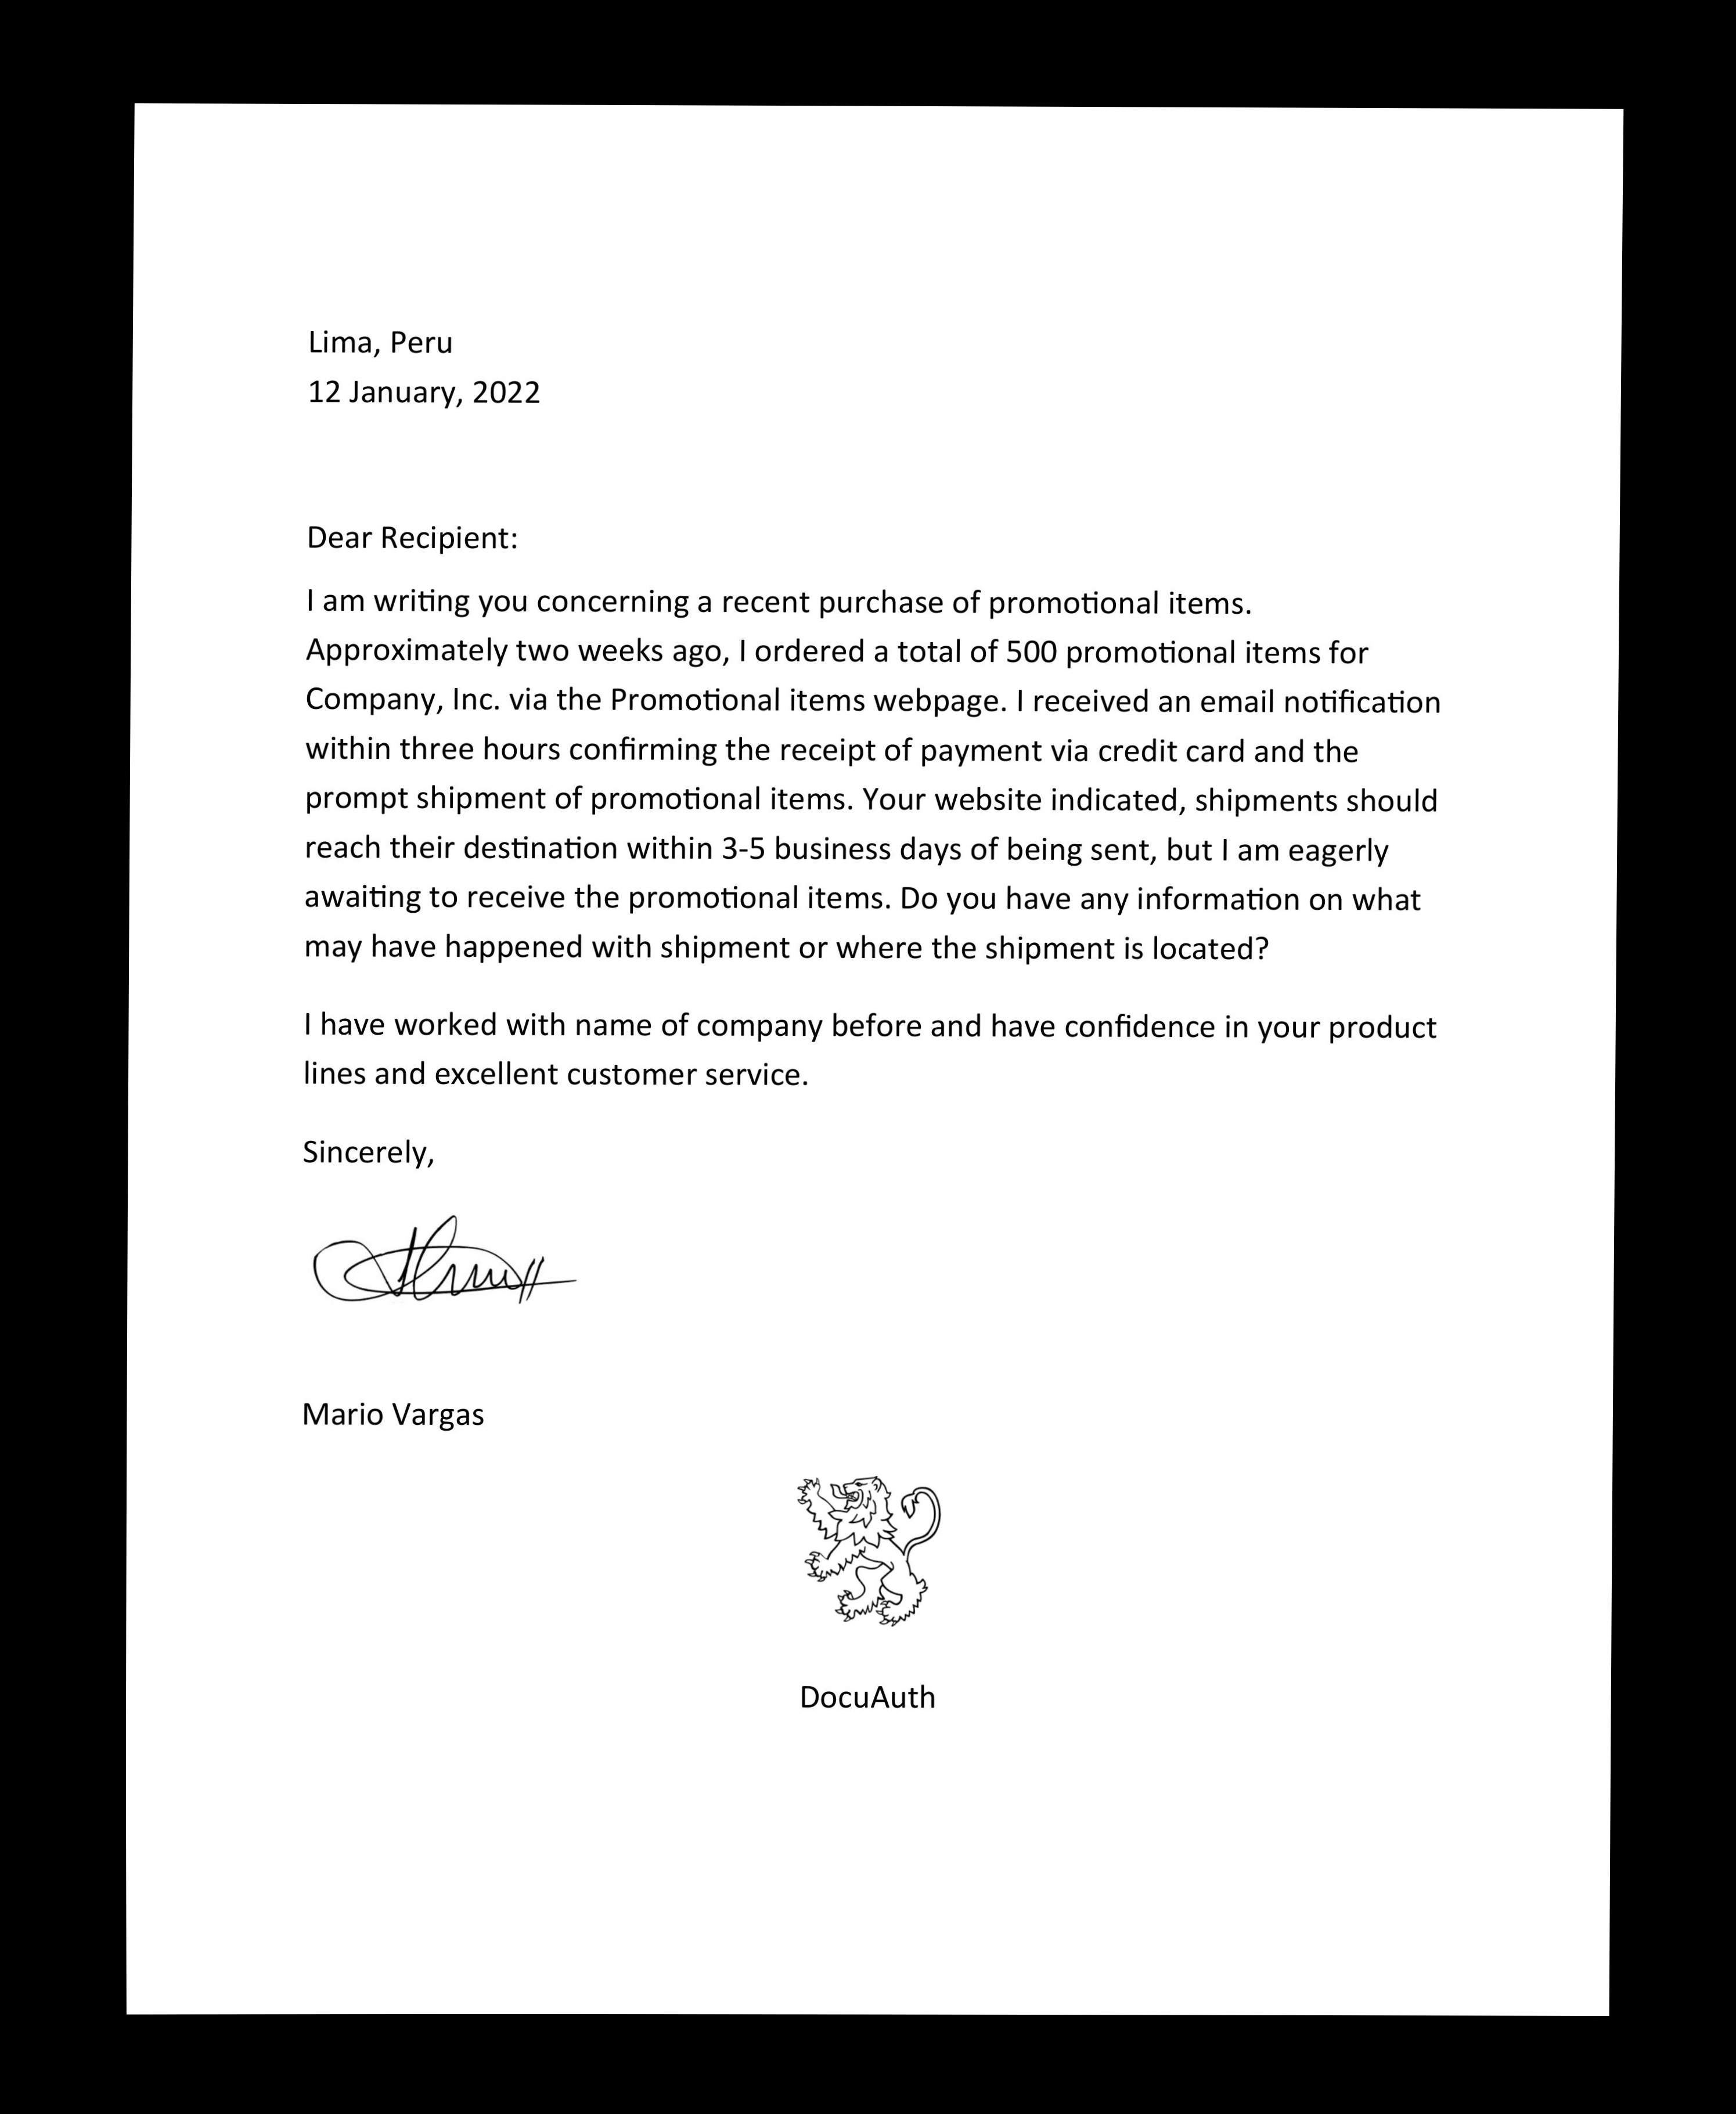 Lima, Peru
12 January, 2022
Dear Recipient:
I am writing you concerning a recent purchase of promotional items.
Approximately two weeks ago, I ordered a total of 500 promotional items for
Company, Inc. via the Promotional items webpage. I received an email notification
within three hours confirming the receipt of payment via credit card and the
prompt shipment of promotional items. Your website indicated, shipments should
reach their destination within 3-5 business days of being sent, but I am eagerly
awaiting to receive the promotional items. Do you have any information on what
may have happened with shipment or where the shipment is located?
I have worked with name of company before and have confidence in your product
lines and excellent customer service.
Sincerely,
Mario Vargas
DocuAuth